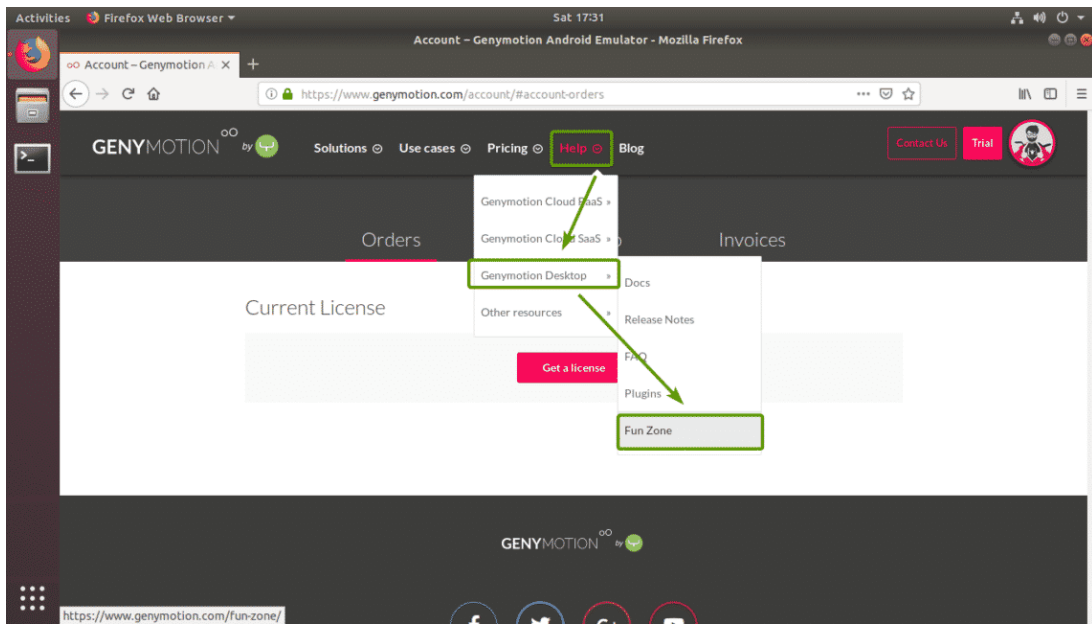 Activities Firefox Web Browser Sat 17:31
Account – Genymotion Android Emulator - Mozilla Firefox
Account – Genymotion A
https://www.genymotion.com/account/#account-orders
GENYMOTION by Solutions Use cases Pricing Help Blog Contact Us Trial
Genymotion Cloud PaaS »
Genymotion Cloud SaaS »
Genymotion Desktop »
Other resources »
Orders Invoices
Docs
Release Notes
FAQ
Plugins
Fun Zone
Current License
Get a license
GENYMOTION by
https://www.genymotion.com/fun-zone/